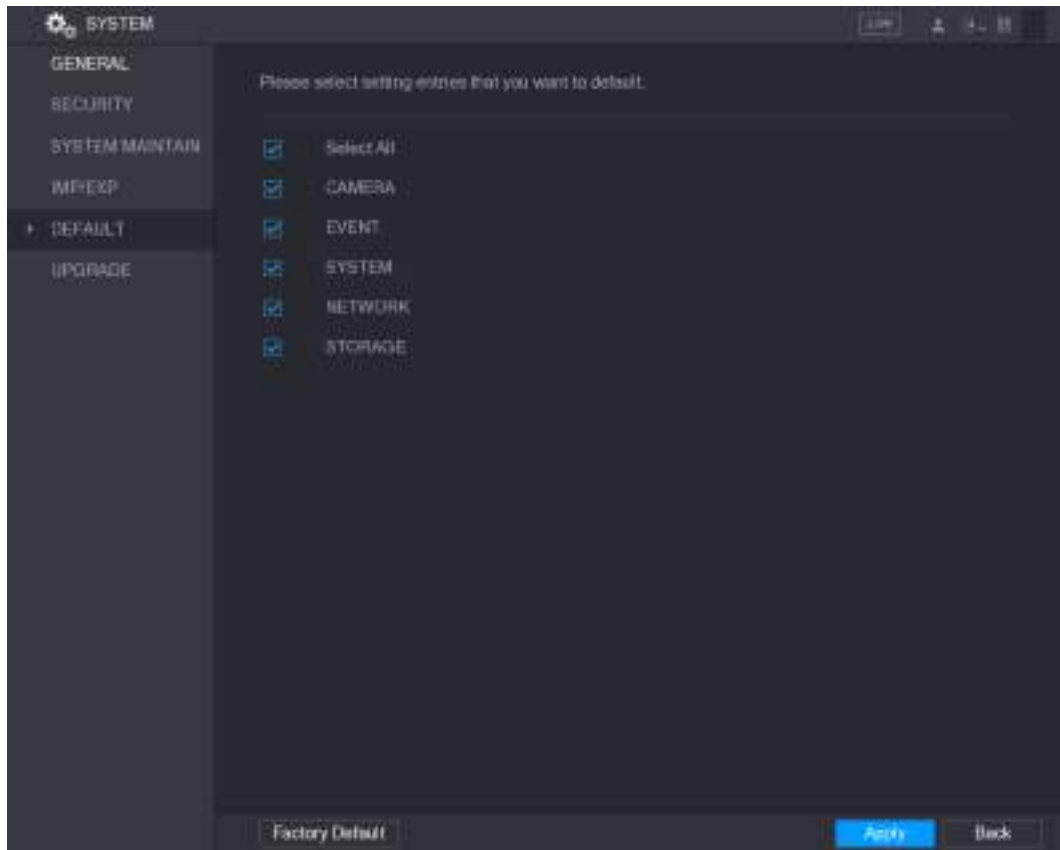 SYSTEM
LIVE
GENERAL
SECURITY
SYSTEM MAINTAIN
IMP/EXP
DEFAULT
UPGRADE
Please select setting entries that you want to default.
Select All
CAMERA
EVENT
SYSTEM
NETWORK
STORAGE
Factory Default
Apply
Back